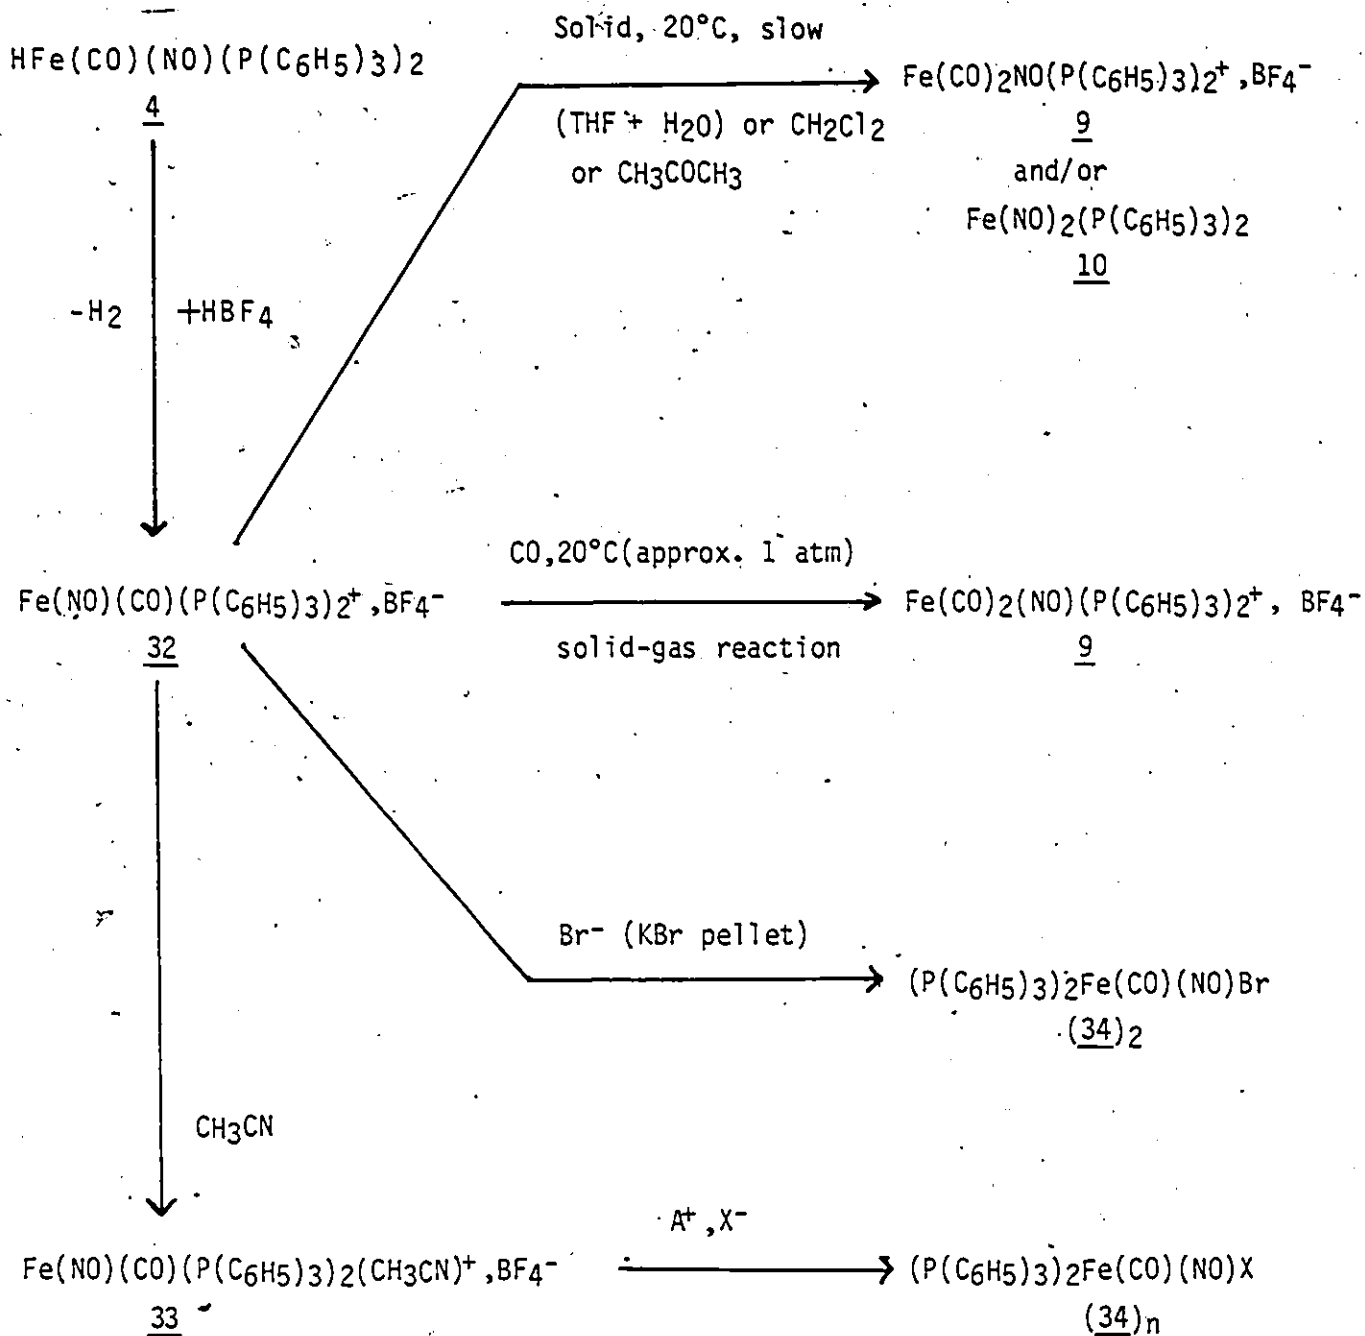 Solid, 20°C, slow
HFe(CO)(NO)(P(C6H5)3)2
4
Fe(CO)2NO(P(C6H5)3)2+,BF4-
(THF + H2O) or CH2Cl2
9
or CH3COCH3
and/or
Fe(NO)2(P(C6H5)3)2
10
-H2 +HBF4
CO,20°C(approx. 1 atm)
Fe(NO)(CO)(P(C6H5)3)2+,BF4-
Fe(CO)2(NO)(P(C6H5)3)2+, BF4-
32
solid-gas reaction
9
Br- (KBr pellet)
(P(C6H5)3)2Fe(CO)(NO)Br
(34)2
CH3CN
A+,X-
Fe(NO)(CO)(P(C6H5)3)2(CH3CN)+,BF4-
(P(C6H5)3)2Fe(CO)(NO)X
33
(34)n